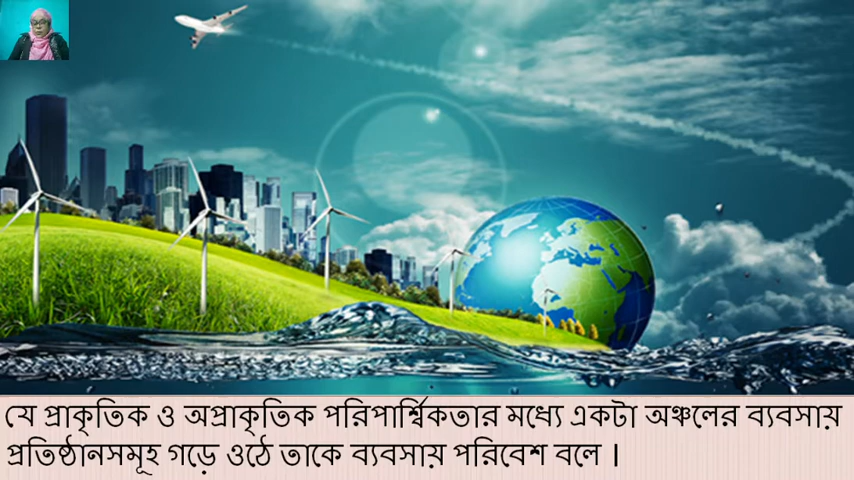 যে প্রাকৃতিক ও অপ্রাকৃতিক পরিপার্শ্বিকতার মধ্যে একটা অঞ্চলের ব্যবসায়
প্রতিষ্ঠানসমূহ গড়ে ওঠে তাকে ব্যবসায় পরিবেশ বলে ।